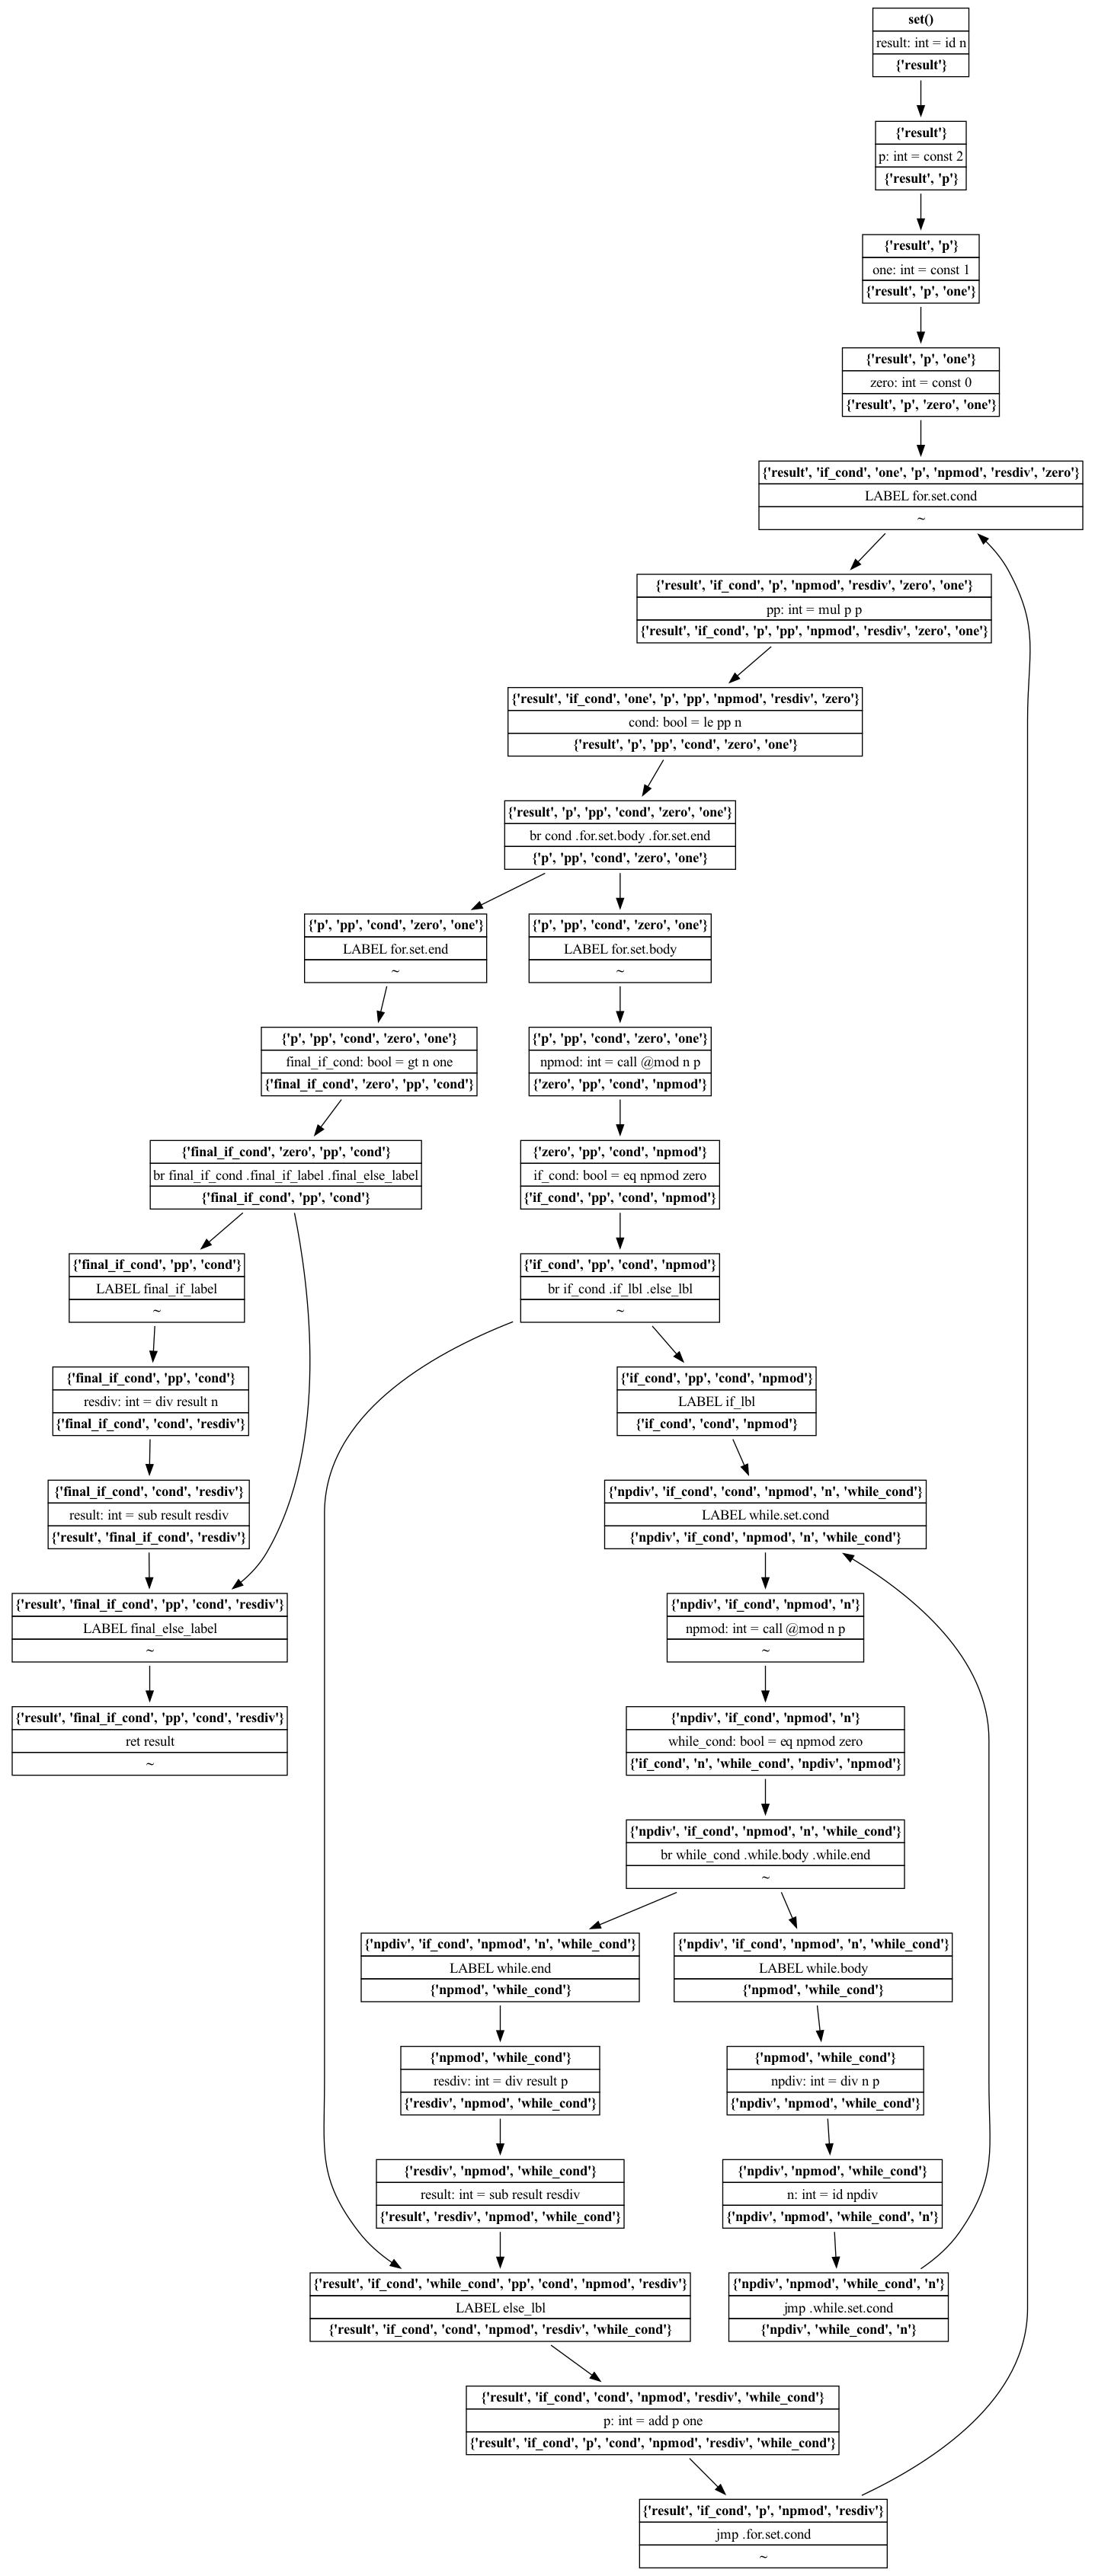 set()
result: int = id n
{'result'}
{'result'}
p: int = const 2
{'result', 'p'}
{'result', 'p'}
one: int = const 1
{'result', 'p', 'one'}
{'result', 'p', 'one'}
zero: int = const 0
{'result', 'p', 'zero', 'one'}
{'result', 'if_cond', 'one', 'p', 'npmod', 'resdiv', 'zero'}
LABEL for.set.cond
~
{'result', 'if_cond', 'p', 'npmod', 'resdiv', 'zero', 'one'}
pp: int = mul p p
{'result', 'if_cond', 'p', 'pp', 'npmod', 'resdiv', 'zero', 'one'}
{'result', 'if_cond', 'one', 'p', 'pp', 'npmod', 'resdiv', 'zero'}
cond: bool = le pp n
{'result', 'p', 'pp', 'cond', 'zero', 'one'}
{'result', 'p', 'pp', 'cond', 'zero', 'one'}
br cond .for.set.body .for.set.end
{'p', 'pp', 'cond', 'zero', 'one'}
{'p', 'pp', 'cond', 'zero', 'one'}
LABEL for.set.end
~
{'p', 'pp', 'cond', 'zero', 'one'}
LABEL for.set.body
~
{'p', 'pp', 'cond', 'zero', 'one'}
final_if_cond: bool = gt n one
{'final_if_cond', 'zero', 'pp', 'cond'}
{'p', 'pp', 'cond', 'zero', 'one'}
npmod: int = call @mod n p
{'zero', 'pp', 'cond', 'npmod'}
{'final_if_cond', 'zero', 'pp', 'cond'}
br final_if_cond .final_if_label .final_else_label
{'final_if_cond', 'pp', 'cond'}
{'zero', 'pp', 'cond', 'npmod'}
if_cond: bool = eq npmod zero
{'if_cond', 'pp', 'cond', 'npmod'}
{'final_if_cond', 'pp', 'cond'}
LABEL final_if_label
~
{'if_cond', 'pp', 'cond', 'npmod'}
br if_cond .if_lbl .else_lbl
~
{'final_if_cond', 'pp', 'cond'}
resdiv: int = div result n
{'final_if_cond', 'cond', 'resdiv'}
{'if_cond', 'pp', 'cond', 'npmod'}
LABEL if_lbl
{'if_cond', 'cond', 'npmod'}
{'final_if_cond', 'cond', 'resdiv'}
result: int = sub result resdiv
{'result', 'final_if_cond', 'resdiv'}
{'npdiv', 'if_cond', 'cond', 'npmod', 'n', 'while_cond'}
LABEL while.set.cond
{'npdiv', 'if_cond', 'npmod', 'n', 'while_cond'}
{'result', 'final_if_cond', 'pp', 'cond', 'resdiv'}
LABEL final_else_label
~
{'npdiv', 'if_cond', 'npmod', 'n'}
npmod: int = call @mod n p
~
{'result', 'final_if_cond', 'pp', 'cond', 'resdiv'}
ret result
~
{'npdiv', 'if_cond', 'npmod', 'n'}
while_cond: bool = eq npmod zero
{'if_cond', 'n', 'while_cond', 'npdiv', 'npmod'}
{'npdiv', 'if_cond', 'npmod', 'n', 'while_cond'}
br while_cond .while.body .while.end
~
{'npdiv', 'if_cond', 'npmod', 'n', 'while_cond'}
LABEL while.end
{'npmod', 'while_cond'}
{'npdiv', 'if_cond', 'npmod', 'n', 'while_cond'}
LABEL while.body
{'npmod', 'while_cond'}
{'npmod', 'while_cond'}
resdiv: int = div result p
{'resdiv', 'npmod', 'while_cond'}
{'npmod', 'while_cond'}
npdiv: int = div n p
{'npdiv', 'npmod', 'while_cond'}
{'resdiv', 'npmod', 'while_cond'}
result: int = sub result resdiv
{'result', 'resdiv', 'npmod', 'while_cond'}
{'npdiv', 'npmod', 'while_cond'}
n: int = id npdiv
{'npdiv', 'npmod', 'while_cond', 'n'}
{'result', 'if_cond', 'while_cond', 'pp', 'cond', 'npmod', 'resdiv'}
LABEL else_lbl
{'result', 'if_cond', 'cond', 'npmod', 'resdiv', 'while_cond'}
{'npdiv', 'npmod', 'while_cond', 'n'}
jmp .while.set.cond
{'npdiv', 'while_cond', 'n'}
{'result', 'if_cond', 'cond', 'npmod', 'resdiv', 'while_cond'}
p: int = add p one
{'result', 'if_cond', 'p', 'cond', 'npmod', 'resdiv', 'while_cond'}
{'result', 'if_cond', 'p', 'npmod', 'resdiv'}
jmp .for.set.cond
~